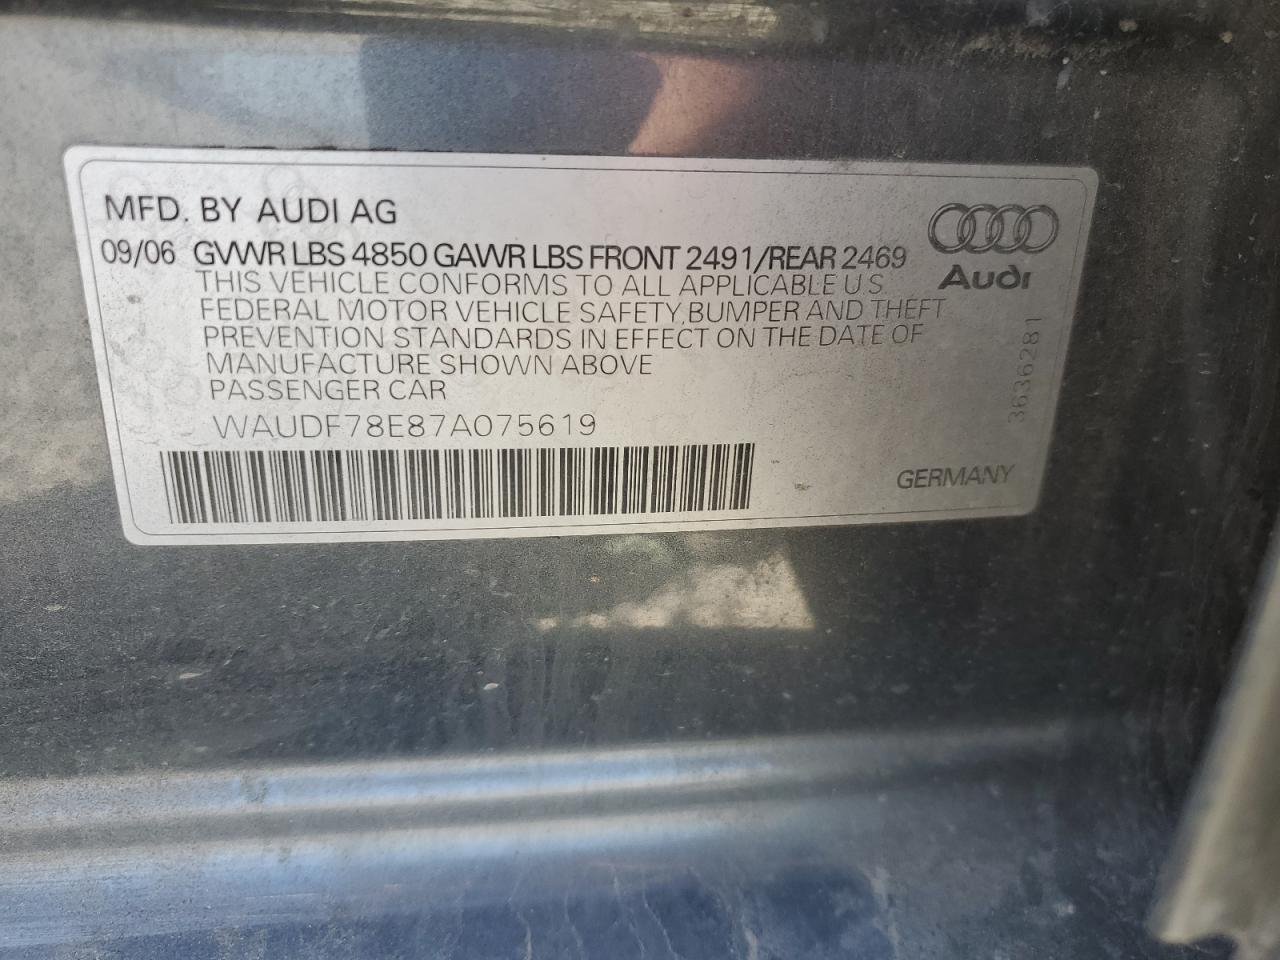 MFD. BY AUDI AG
09/06 GVWR LBS 4850 GAWR LBS FRONT 2491/REAR 2469
THIS VEHICLE CONFORMS TO ALL APPLICABLE U.S
FEDERAL MOTOR VEHICLE SAFETY,BUMPER AND THEFT
PREVENTION STANDARDS IN EFFECT ON THE DATE OF
MANUFACTURE SHOWN ABOVE
PASSENGER CAR
WAUDF78E87A075619
Audi
3636281
GERMANY